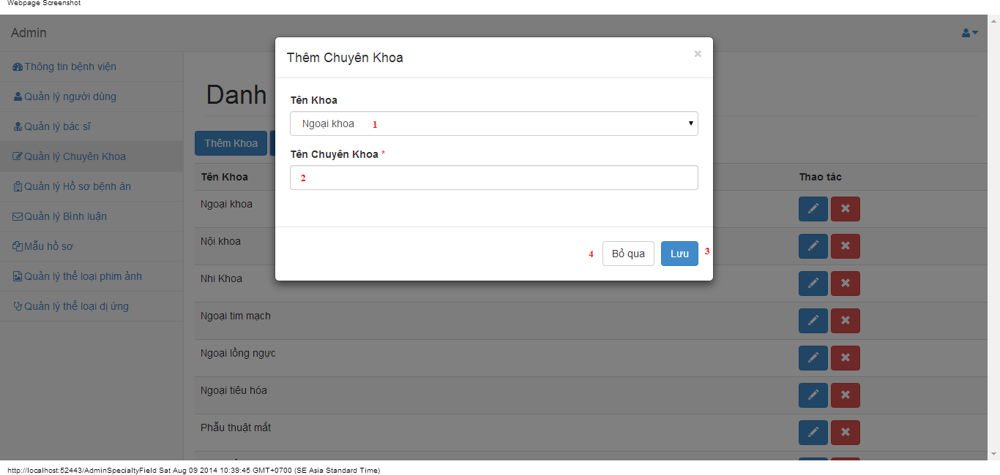 Webpage Screenshot
Admin
Thông tin bệnh viện
Quản lý người dùng
Quản lý bác sĩ
Quản lý Chuyên Khoa
Quản lý Hồ sơ bệnh án
Quản lý Bình luận
Mẫu hồ sơ
Quản lý thể loại phim ảnh
Quản lý thể loại dị ứng
Danh
Thêm Khoa
Thêm Chuyên Khoa ×
Tên Khoa
Ngoại khoa 1
Tên Chuyên Khoa *
2
4 Bỏ qua Lưu 3
Tên Khoa Thao tác
Ngoại khoa
Nội khoa
Nhi Khoa
Ngoại tim mạch
Ngoại lồng ngực
Ngoại tiêu hóa
Phẫu thuật mắt
http://localhost:52443/AdminSpecialtyField Sat Aug 09 2014 10:39:45 GMT+0700 (SE Asia Standard Time)